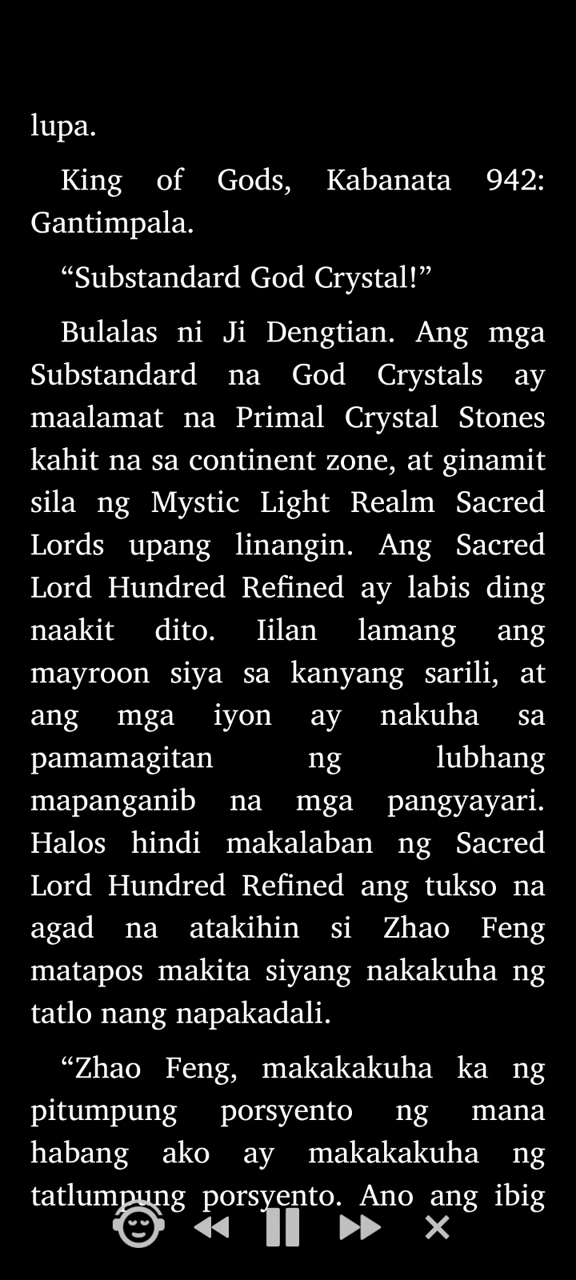 lupa.
King of Gods, Kabanata 942:
Gantimpala.
“Substandard God Crystal!”
Bulalas ni Ji Dengtian. Ang mga
Substandard na God Crystals ay
maalamat na Primal Crystal Stones
kahit na sa continent zone, at ginamit
sila ng Mystic Light Realm Sacred
Lords upang linangin. Ang Sacred
Lord Hundred Refined ay labis ding
naakit dito. Iilan lamang ang
mayroon siya sa kanyang sarili, at
ang mga iyon ay nakuha sa
pamamagitan ng lubhang
mapanganib na mga pangyayari.
Halos hindi makalaban ng Sacred
Lord Hundred Refined ang tukso na
agad na atakihin si Zhao Feng
matapos makita siyang nakakuha ng
tatlo nang napakadali.
“Zhao Feng, makakakuha ka ng
pitumpung porsyento ng mana
habang ako ay makakakuha ng
tatlumpung porsyento. Ano ang ibig